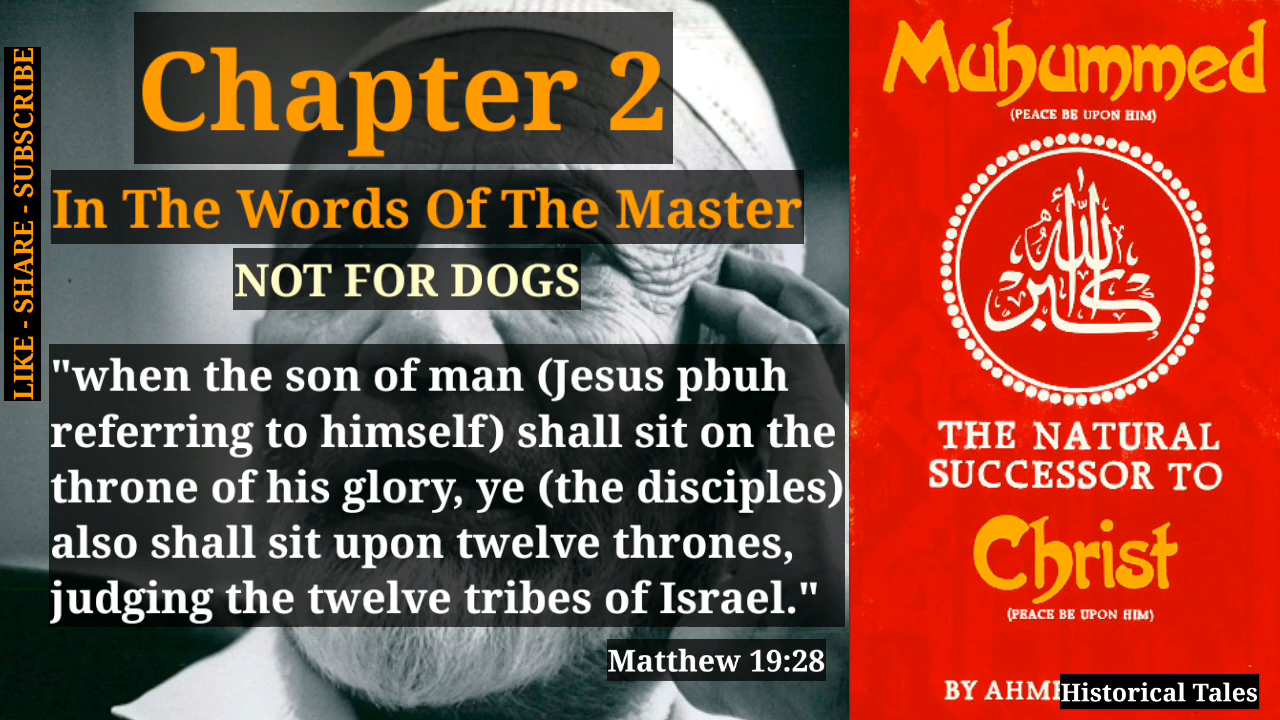 LIKE - SHARE - SUBSCRIBE
Chapter 2
In The Words Of The Master
NOT FOR DOGS
"when the son of man (Jesus pbuh
referring to himself) shall sit on the
throne of his glory, ye (the disciples)
also shall sit upon twelve thrones,
judging the twelve tribes of Israel."
Matthew 19:28
Muhummed
(PEACE BE UPON HIM)
الله
اكبر
THE NATURAL
SUCCESSOR TO
Christ
(PEACE BE UPON HIM)
BY
Historical Tales